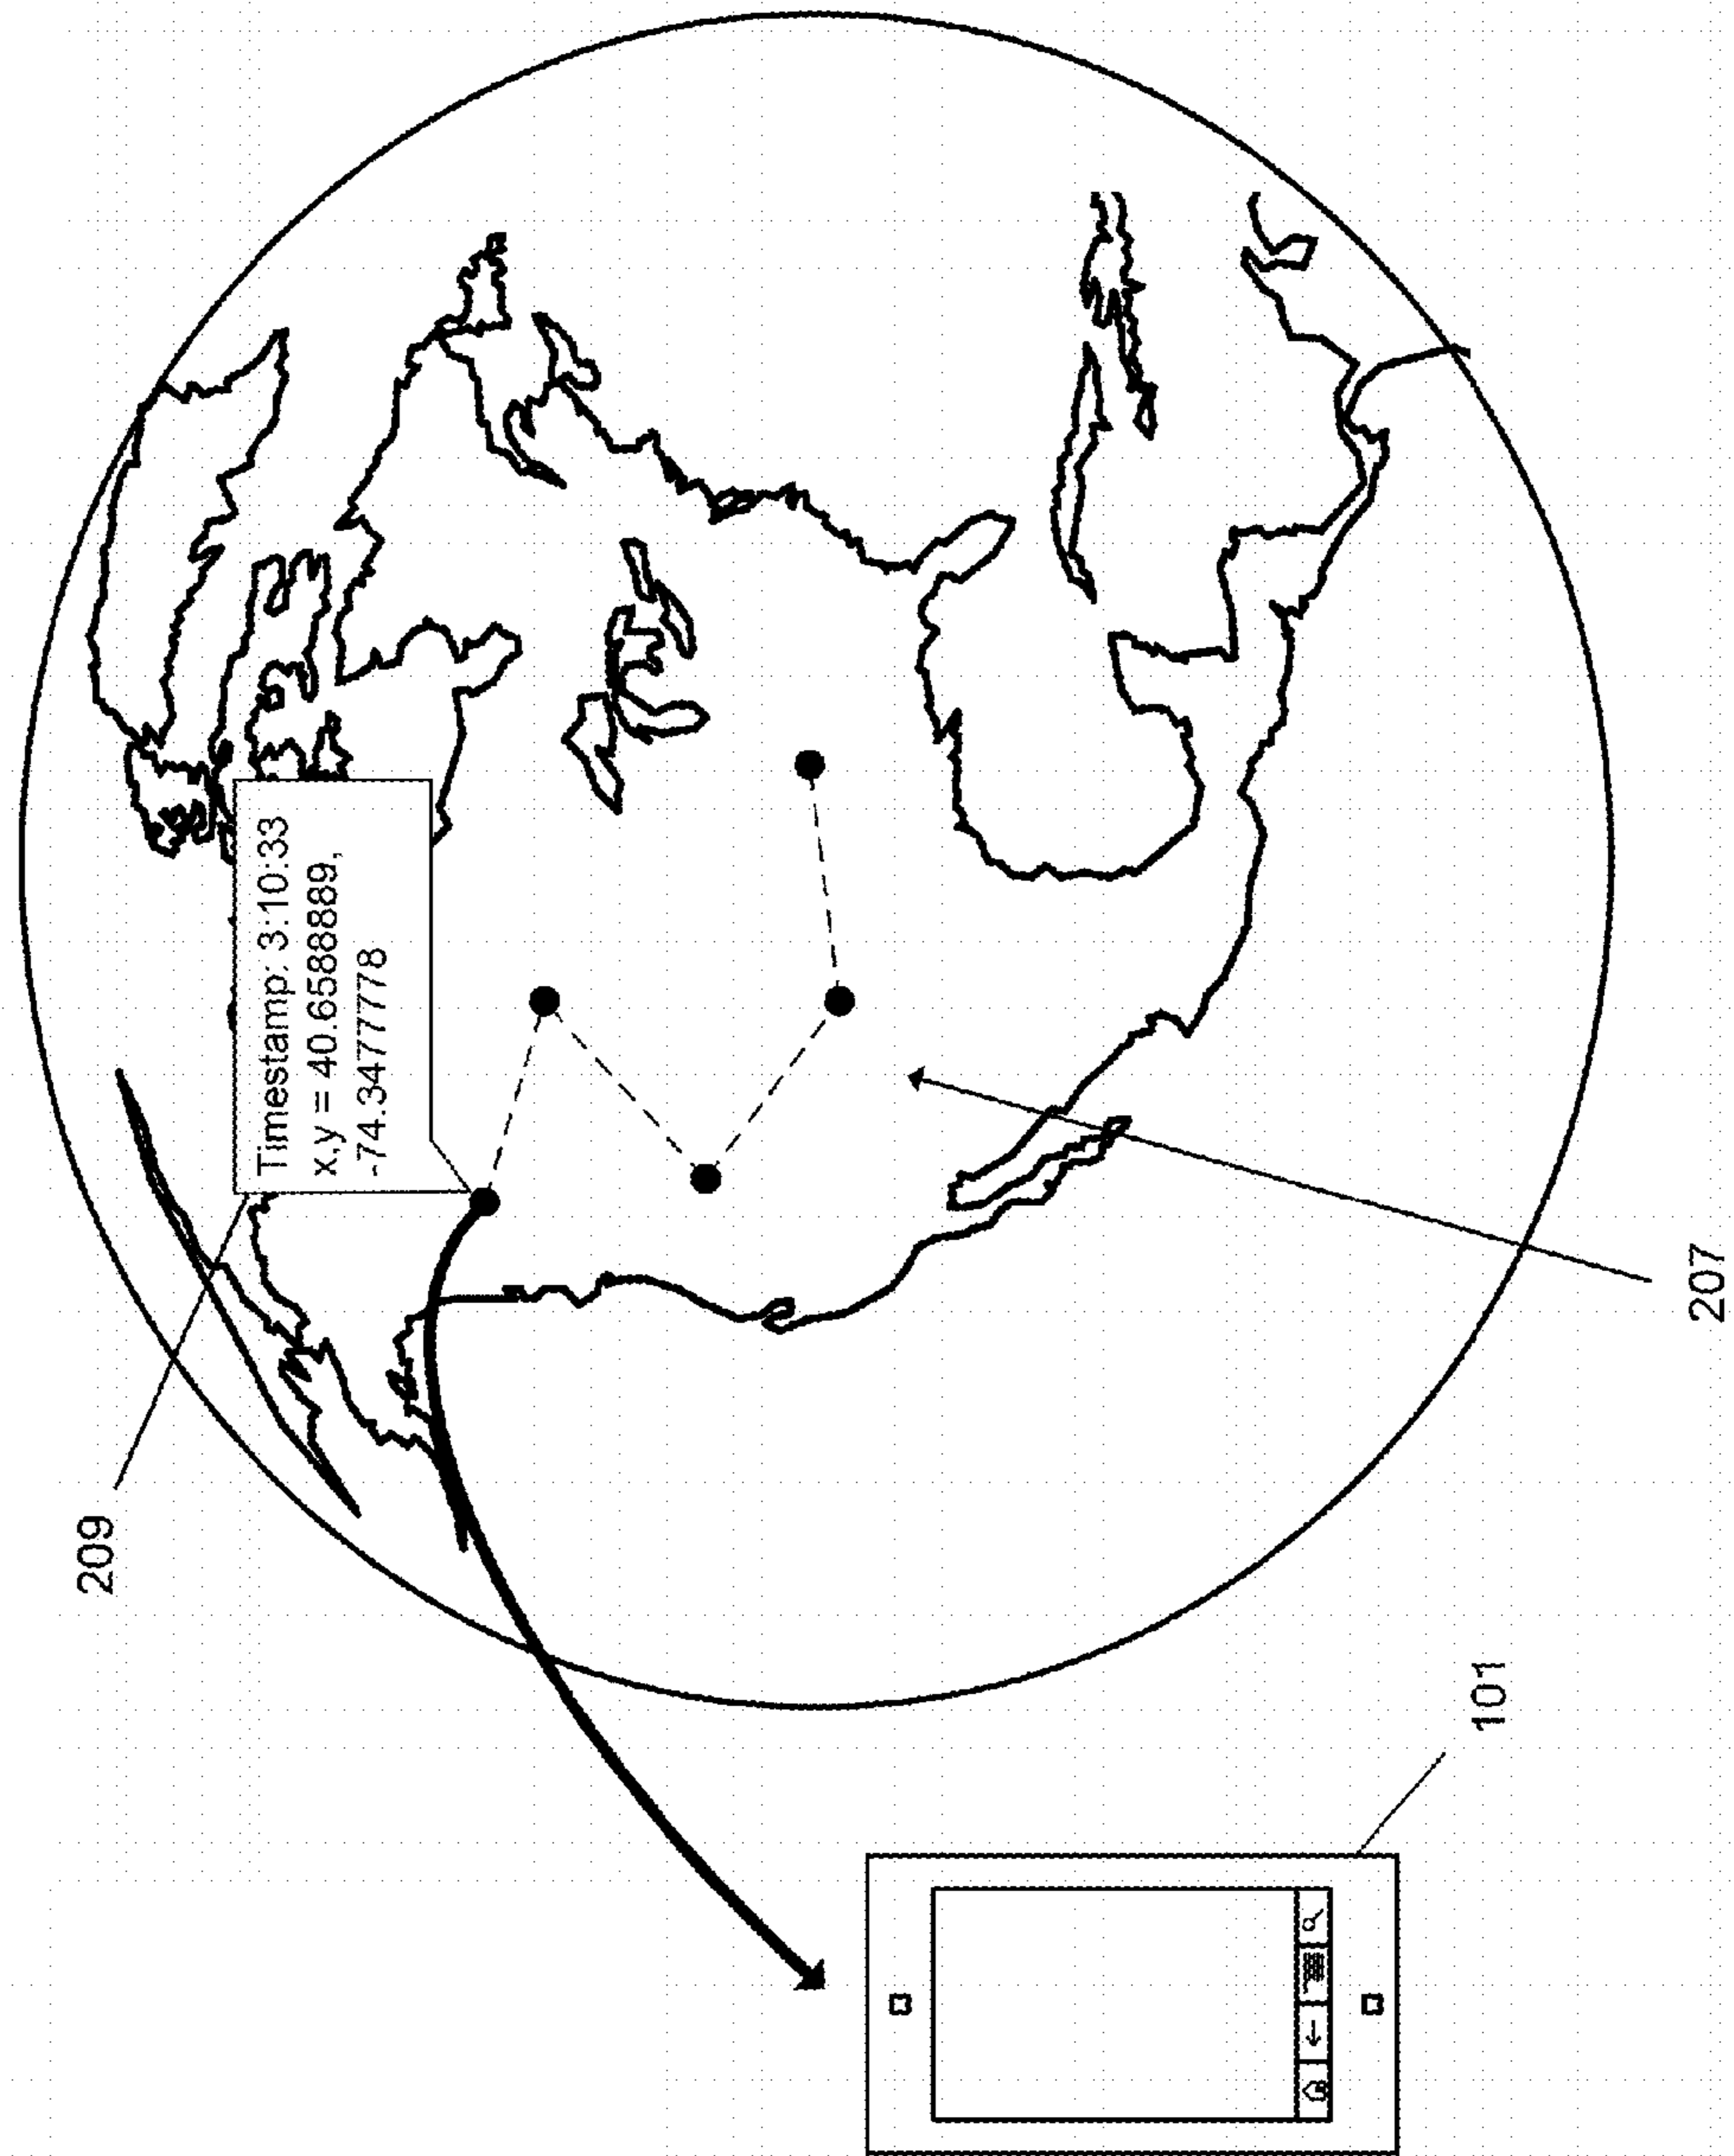 209
Timestamp: 3:10:33
x,y = 40.6588889,
-74.3477778
101
207